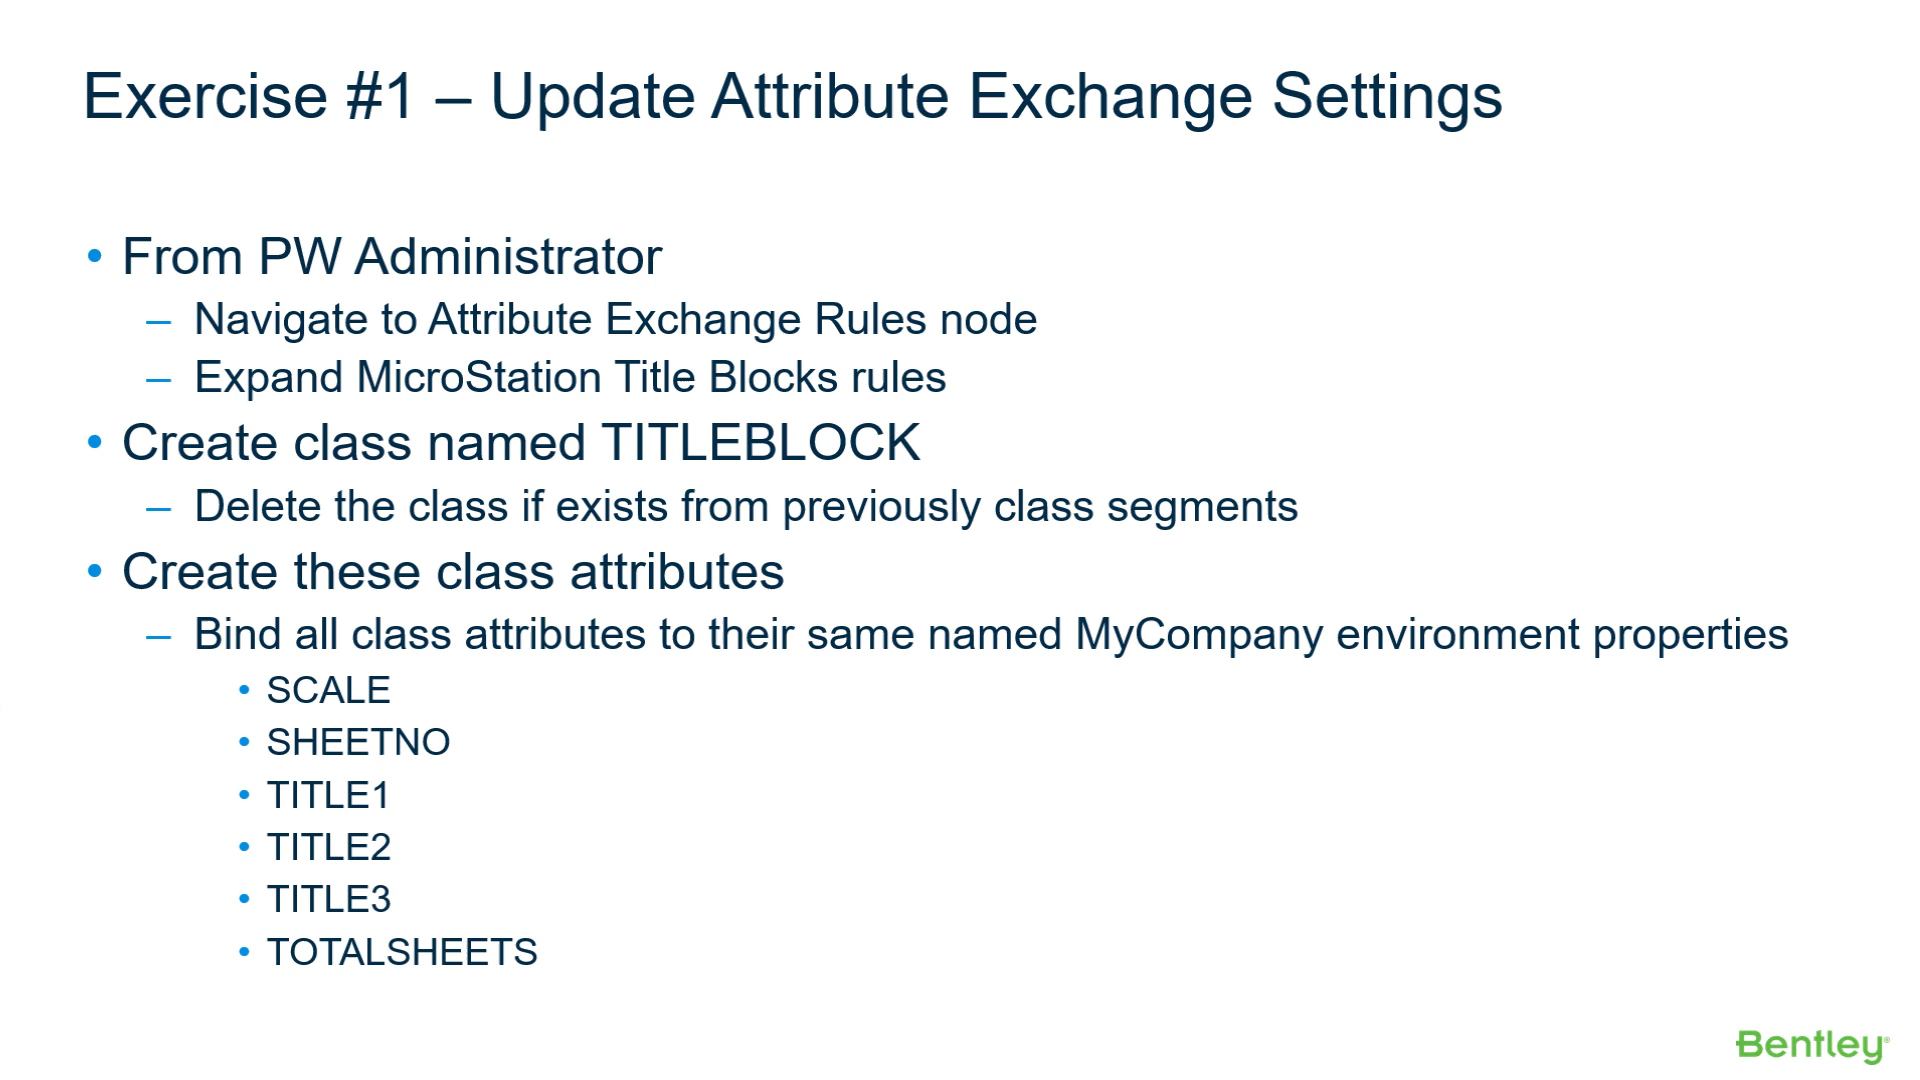 Exercise #1 – Update Attribute Exchange Settings
• From PW Administrator
– Navigate to Attribute Exchange Rules node
– Expand MicroStation Title Blocks rules
• Create class named TITLEBLOCK
– Delete the class if exists from previously class segments
• Create these class attributes
– Bind all class attributes to their same named MyCompany environment properties
• SCALE
• SHEETNO
• TITLE1
• TITLE2
• TITLE3
• TOTALSHEETS
Bentley®